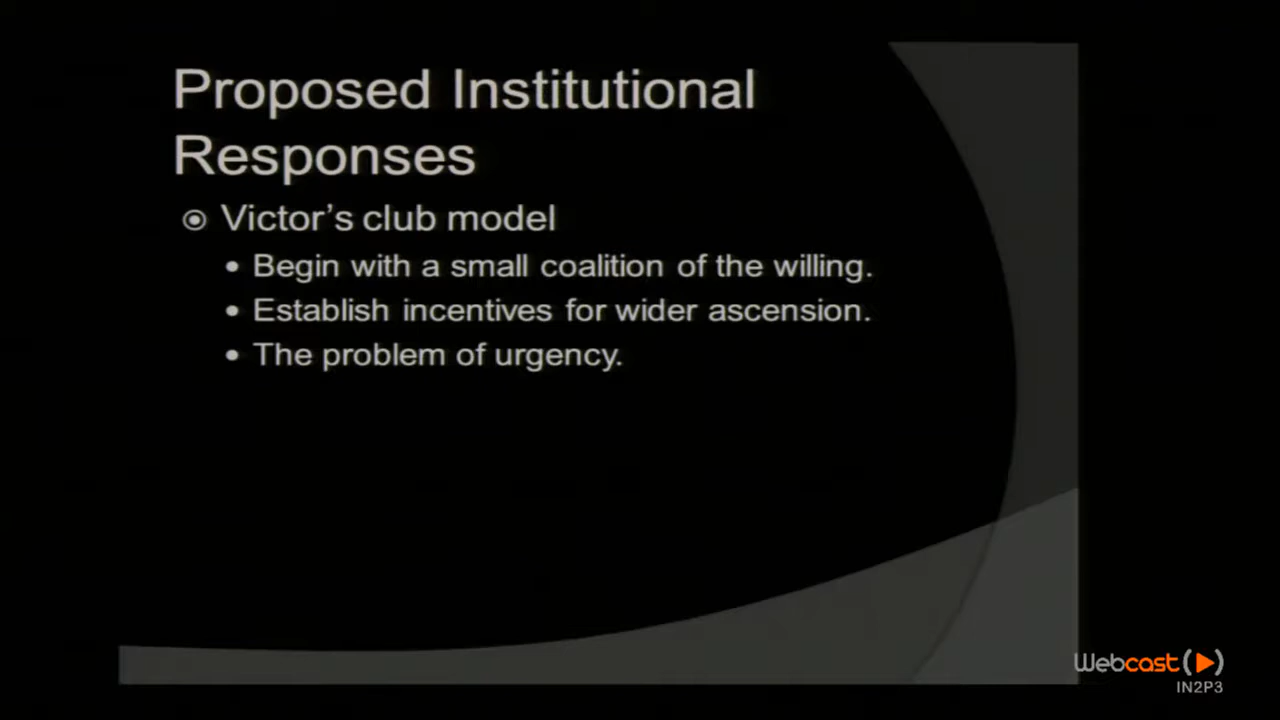 Proposed Institutional
Responses
Victor's club model
Begin with a small coalition of the willing.
Establish incentives for wider ascension.
The problem of urgency.
Webcast
IN2P3